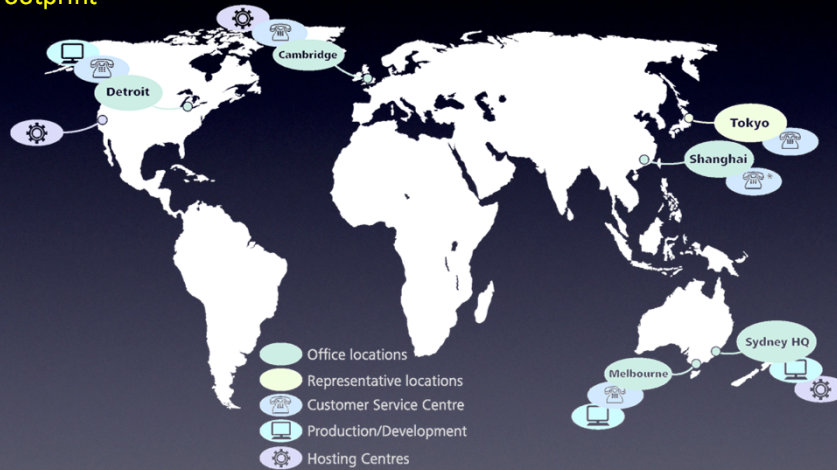 ootprint
Cambridge
Detroit
Tokyo
Shanghai
*
Sydney HQ
Melbourne
Office locations
Representative locations
Customer Service Centre
Production/Development
Hosting Centres